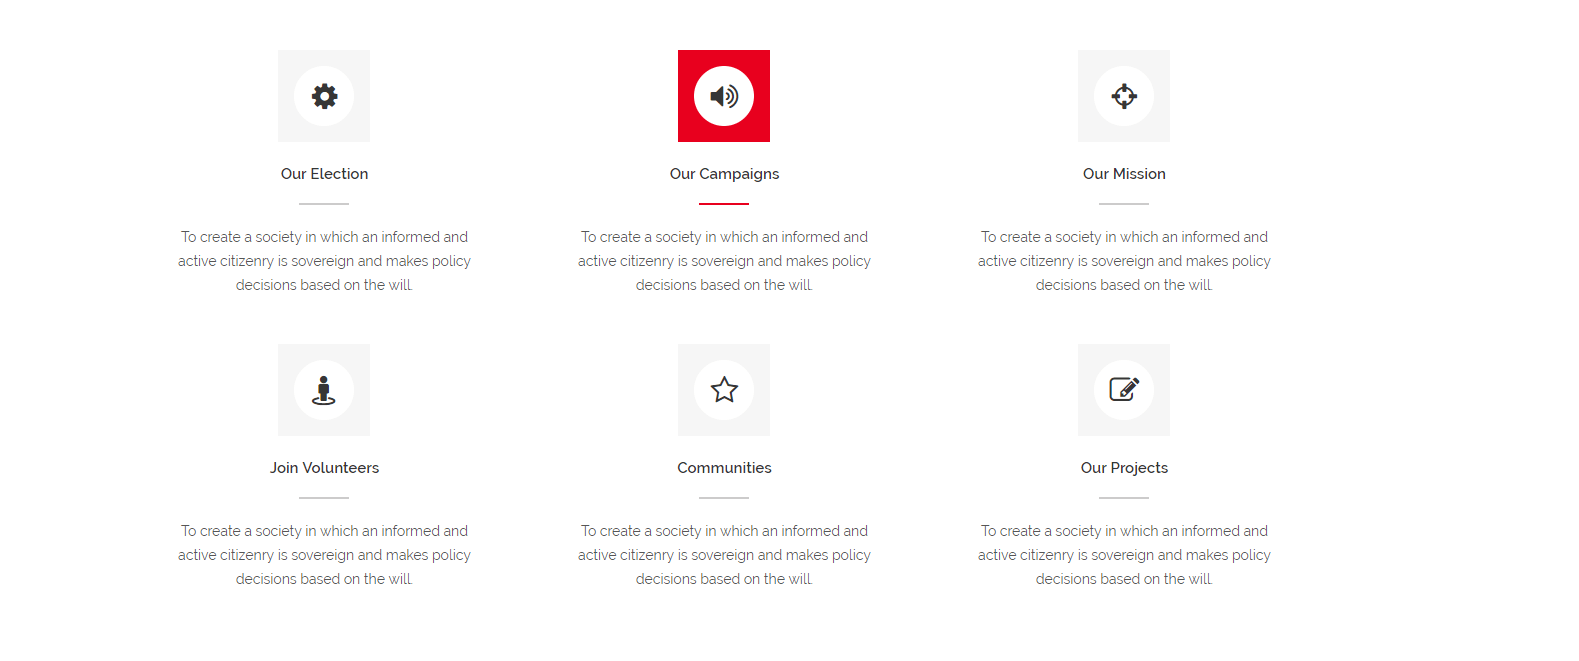 Our Election
To create a society in which an informed and
active citizenry is sovereign and makes policy
decisions based on the will.
Our Campaigns
To create a society in which an informed and
active citizenry is sovereign and makes policy
decisions based on the will.
Our Mission
To create a society in which an informed and
active citizenry is sovereign and makes policy
decisions based on the will.
Join Volunteers
To create a society in which an informed and
active citizenry is sovereign and makes policy
decisions based on the will.
Communities
To create a society in which an informed and
active citizenry is sovereign and makes policy
decisions based on the will.
Our Projects
To create a society in which an informed and
active citizenry is sovereign and makes policy
decisions based on the will.